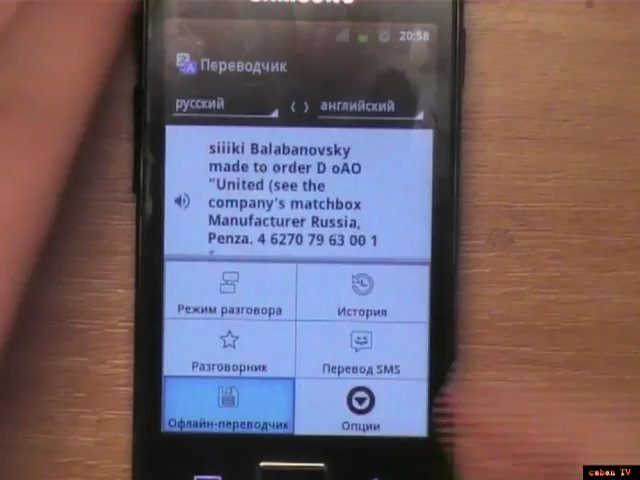 SAMSUNG
20:58
Переводчик
русский
английский
siiiki Balabanovsky
made to order D oAO
"United (see the
company's matchbox
Manufacturer Russia,
Penza. 4 6270 79 63 00 1
Режим разговора
История
Разговорник
Перевод SMS
Офлайн-переводчик
Опции
caban TV